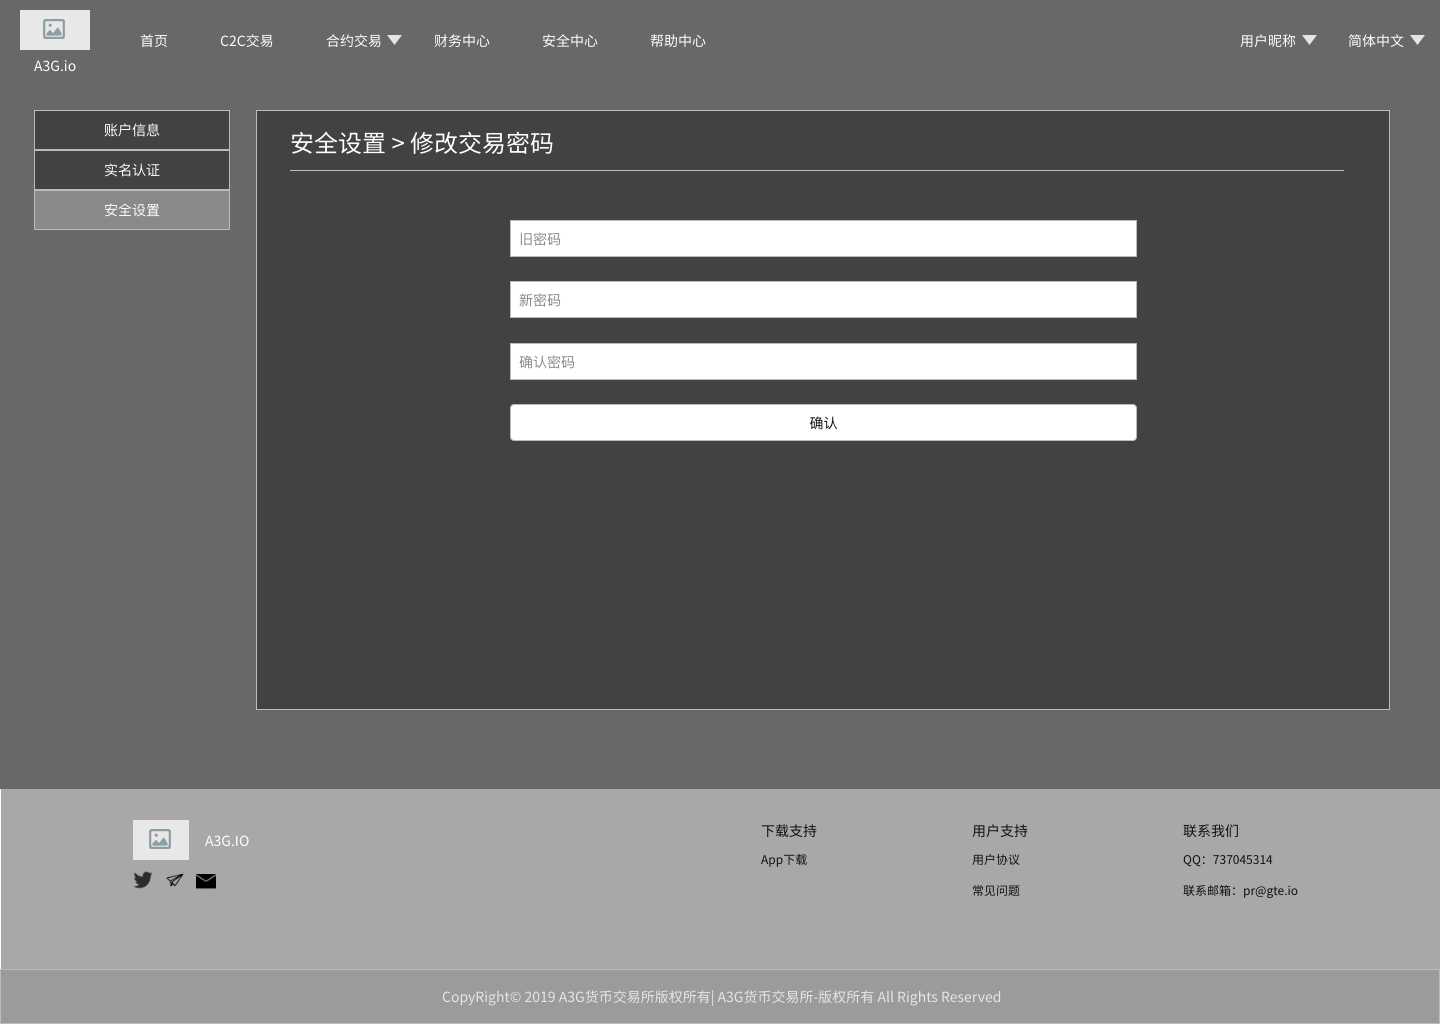 A3G.io
首页
C2C交易
合约交易
财务中心
安全中心
帮助中心
用户昵称
简体中文
账户信息
实名认证
安全设置
安全设置 > 修改交易密码
旧密码
新密码
确认密码
确认
A3G.IO
下载支持
App下载
用户支持
用户协议
常见问题
联系我们
QQ：737045314
联系邮箱：pr@gte.io
CopyRight© 2019 A3G货币交易所版权所有| A3G货币交易所-版权所有 All Rights Reserved